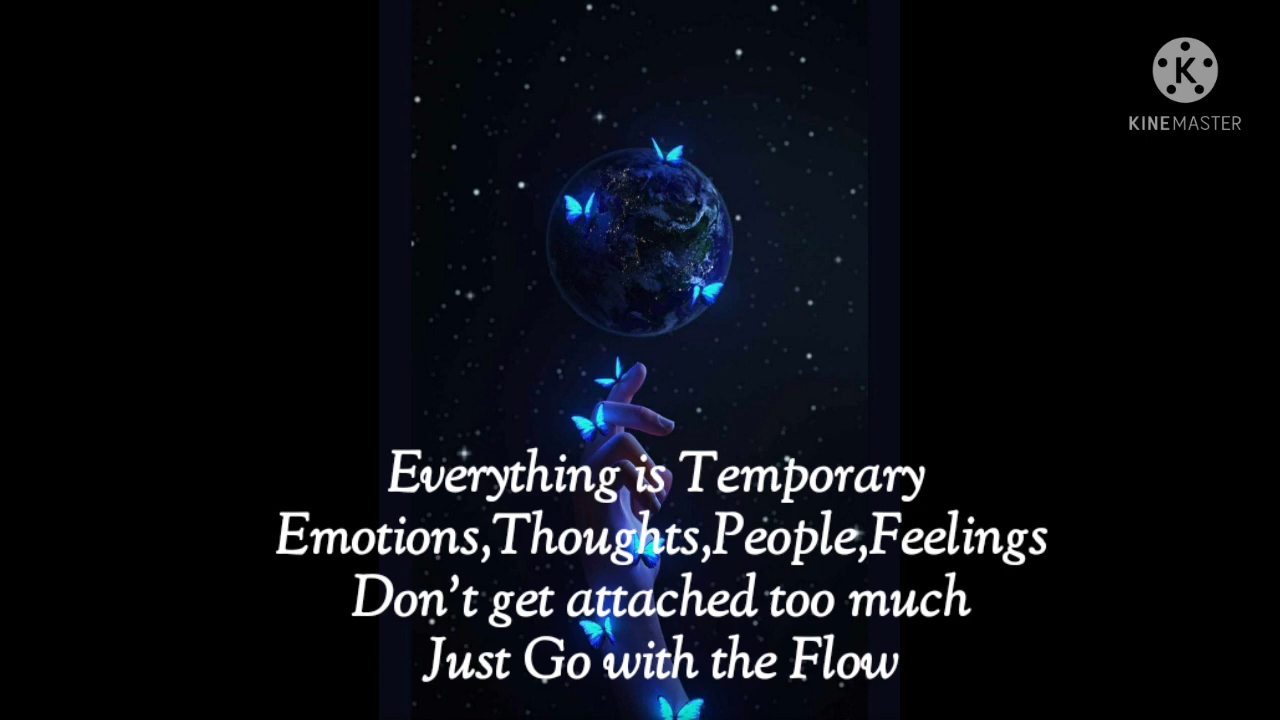 K
KINEMASTER
Everything is Temporary
Emotions,Thoughts,People,Feelings
Don't get attached too much
Just Go with the Flow